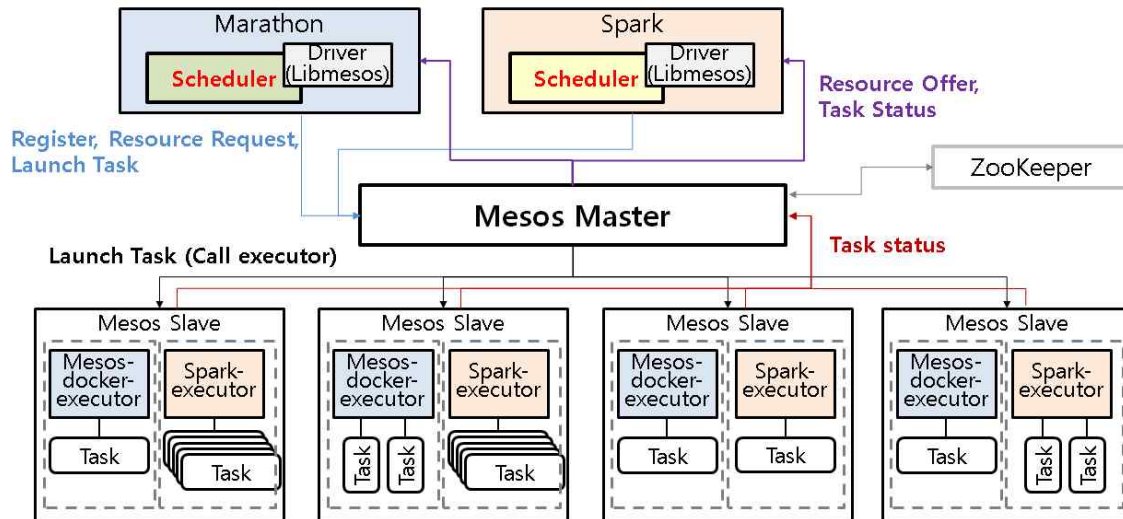 Marathon
Scheduler
Driver
(Libmesos)
Spark
Scheduler
Driver
(Libmesos)
Resource Offer,
Task Status
Register, Resource Request,
Launch Task
ZooKeeper
Mesos Master
Launch Task (Call executor)
Task status
Mesos Slave
Mesos-
docker-
executor
Spark-
executor
Task
Task
Mesos Slave
Mesos-
docker-
executor
Spark-
executor
Task
Task
Task
Mesos Slave
Mesos-
docker-
executor
Spark-
executor
Task
Task
Mesos Slave
Mesos-
docker-
executor
Spark-
executor
Task
Task
Task